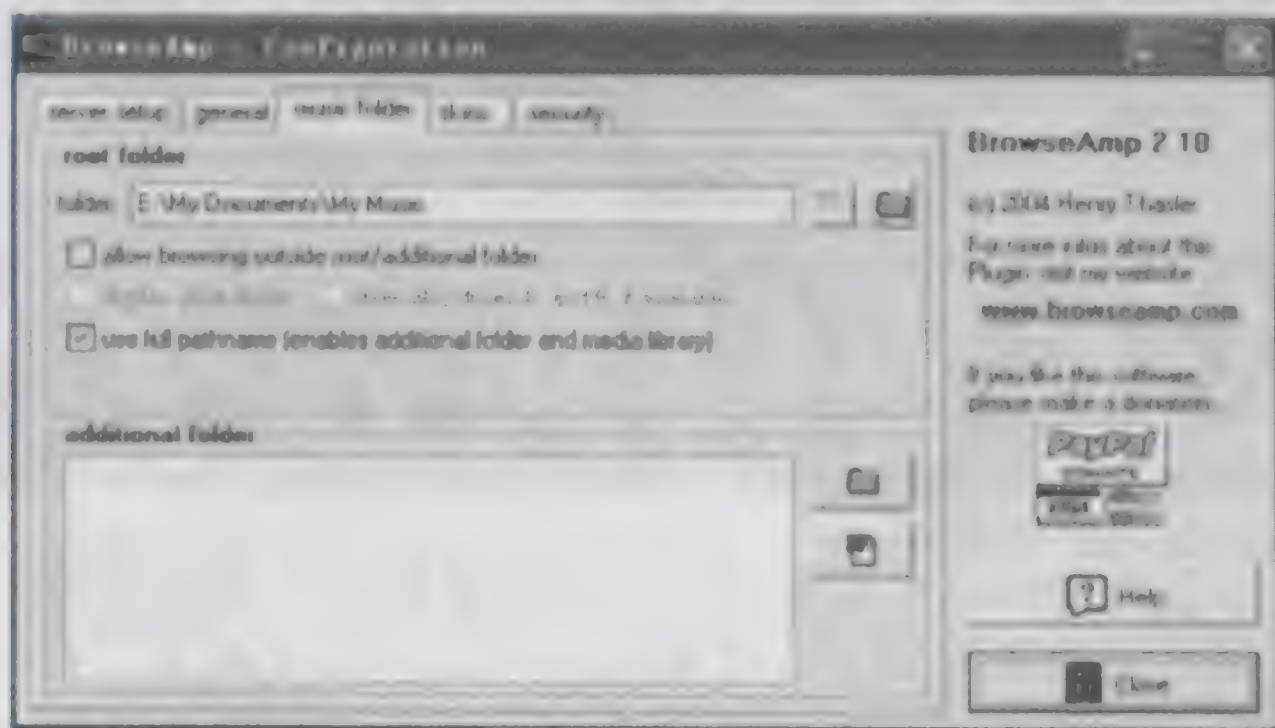 BrowseAmp - Configuration
server setup general music folder skins security
root folder
folder: E:\My Documents\My Music
allow browsing outside root/additional folder
use full pathname (enables additional folder and media library)
additional folder
BrowseAmp 2.10
(c) 2004 Henry Thasler
For more infos about this
Plugin visit my website
www.browseamp.com
If you like this software,
please make a donation.
PayPal
Help
Close